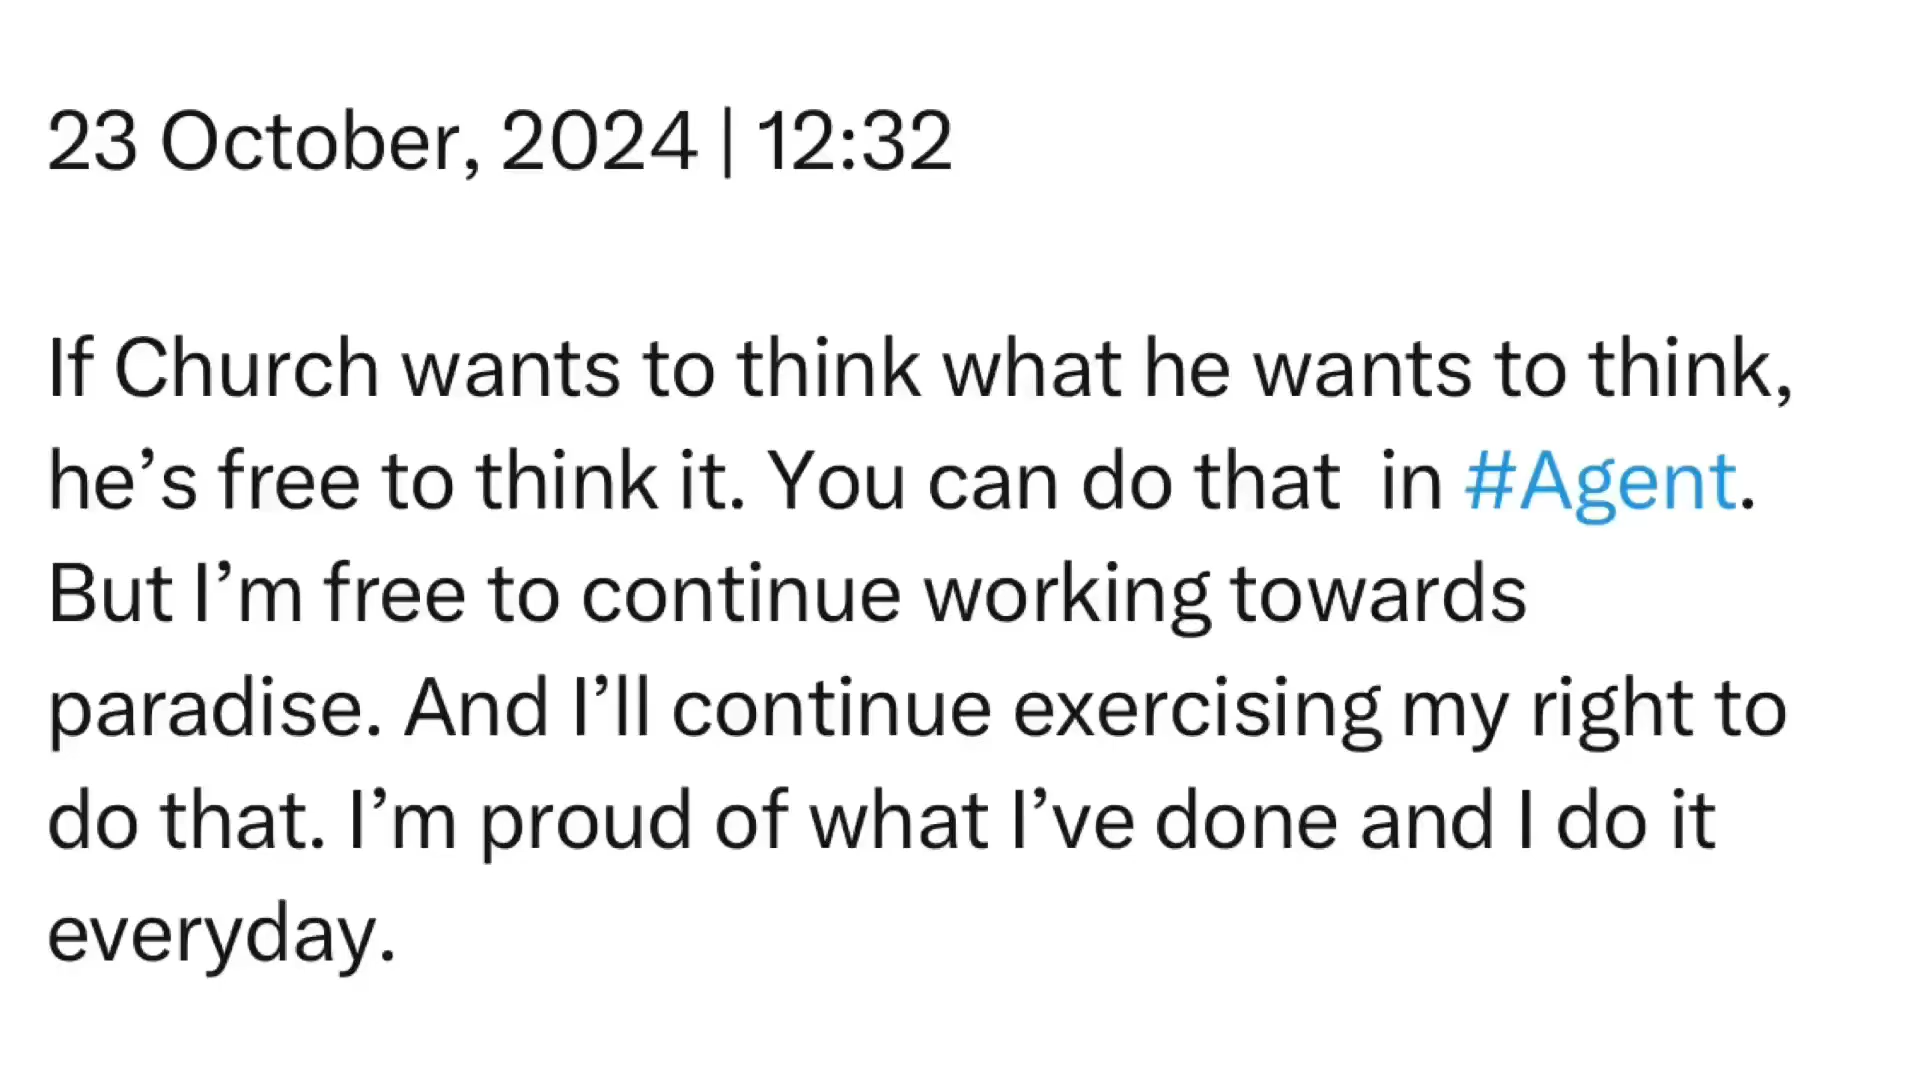 23 October, 2024 | 12:32
If Church wants to think what he wants to think,
he’s free to think it. You can do that  in #Agent.
But I’m free to continue working towards
paradise. And I’ll continue exercising my right to
do that. I’m proud of what I’ve done and I do it
everyday.